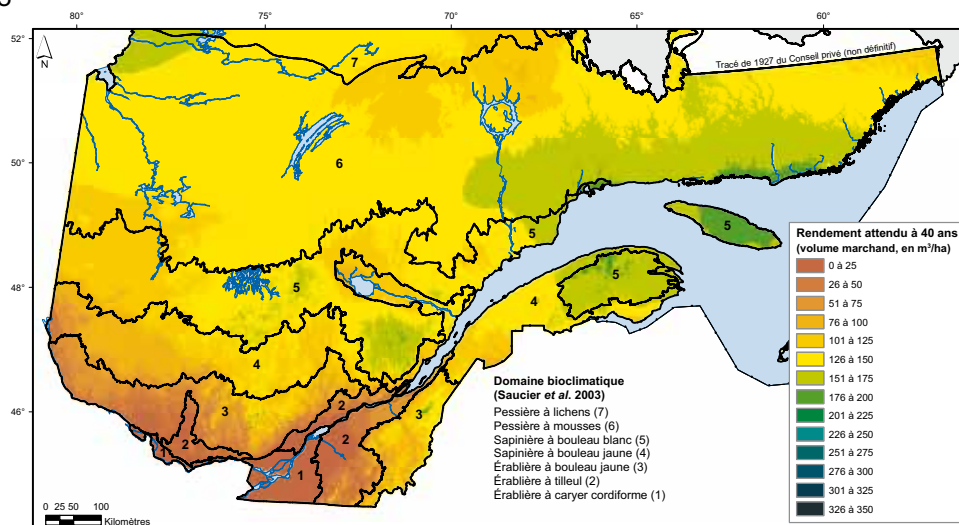 80° 75° 70° 65° 60°
52°
N
7
Tracé de 1927 du Conseil privé (non définitif)
50°
6
5
5
48°
5
5
4
4
46°
3
2
3
2
1
2
1
Rendement attendu à 40 ans
(volume marchand, en m³/ha)
0 à 25
26 à 50
51 à 75
76 à 100
101 à 125
126 à 150
151 à 175
176 à 200
201 à 225
226 à 250
251 à 275
276 à 300
301 à 325
326 à 350
Domaine bioclimatique
(Saucier et al. 2003)
Pessière à lichens (7)
Pessière à mousses (6)
Sapinière à bouleau blanc (5)
Sapinière à bouleau jaune (4)
Érablière à bouleau jaune (3)
Érablière à tilleul (2)
Érablière à caryer cordiforme (1)
0 25 50 100
Kilomètres